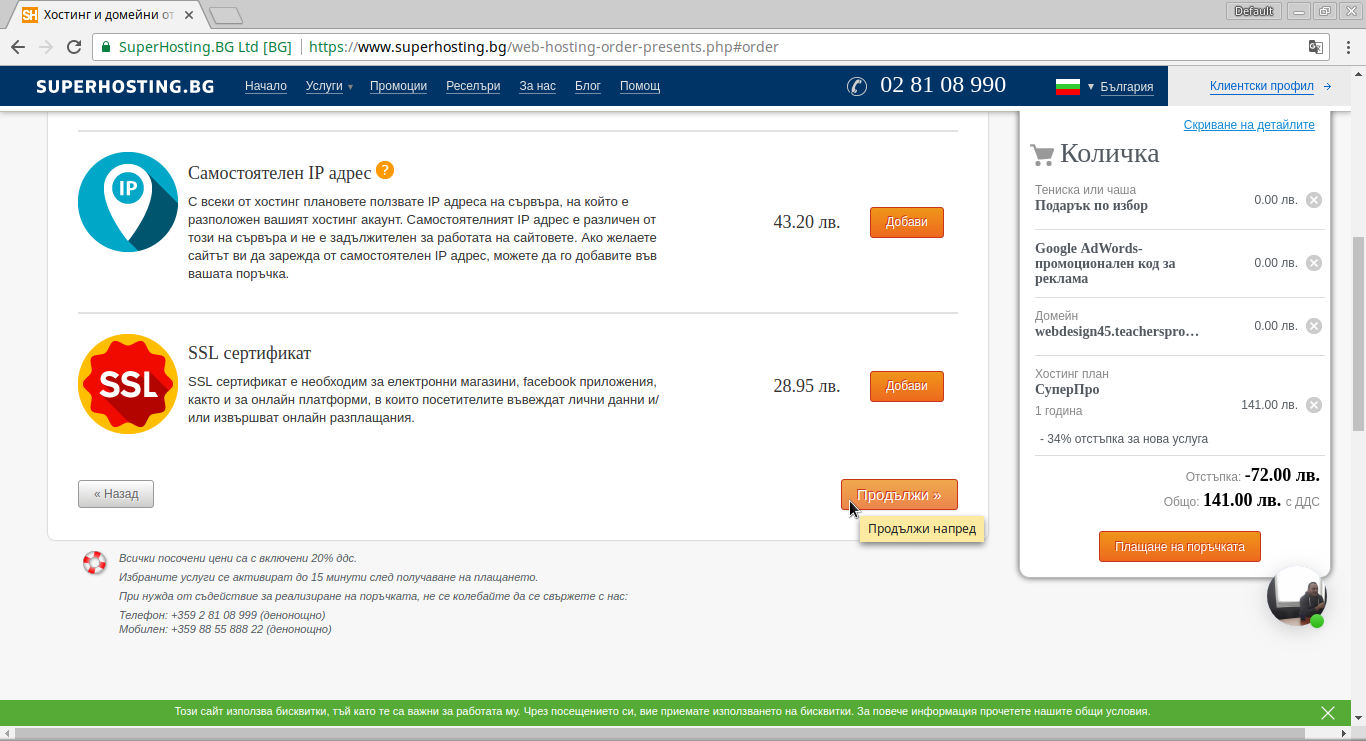 Хостинг и домейни от
Default
SuperHosting.BG Ltd [BG]
https://www.superhosting.bg/web-hosting-order-presents.php#order
SUPERHOSTING.BG
Начало
Услуги
Промоции
Реселъри
За нас
Блог
Помощ
02 81 08 990
България
Клиентски профил
IP
Самостоятелен IP адрес ?
С всеки от хостинг плановете ползвате IP адреса на сървъра, на който е
разположен вашият хостинг акаунт. Самостоятелният IP адрес е различен от
този на сървъра и не е задължителен за работата на сайтовете. Ако желаете
сайтът ви да зарежда от самостоятелен IP адрес, можете да го добавите във
вашата поръчка.
43.20 лв.
Добави
SSL
SSL сертификат
SSL сертификат е необходим за електронни магазини, facebook приложения,
както и за онлайн платформи, в които посетителите въвеждат лични данни и/
или извършват онлайн разплащания.
28.95 лв.
Добави
« Назад
Продължи »
Продължи напред
Всички посочени цени са с включени 20% ддс.
Избраните услуги се активират до 15 минути след получаване на плащането.
При нужда от съдействие за реализиране на поръчката, не се колебайте да се свържете с нас:
Телефон: +359 2 81 08 999 (денонощно)
Мобилен: +359 88 55 888 22 (денонощно)
Скриване на детайлите
Количка
Тениска или чаша
Подарък по избор
0.00 лв.
Google AdWords-
промоционален код за
реклама
0.00 лв.
Домейн
webdesign45.teacherspro…
0.00 лв.
Хостинг план
СуперПро
1 година
141.00 лв.
- 34% отстъпка за нова услуга
Отстъпка: -72.00 лв.
Общо: 141.00 лв. с ДДС
Плащане на поръчката
Този сайт използва бисквитки, тъй като те са важни за работата му. Чрез посещението си, вие приемате използването на бисквитки. За повече информация прочетете нашите общи условия.